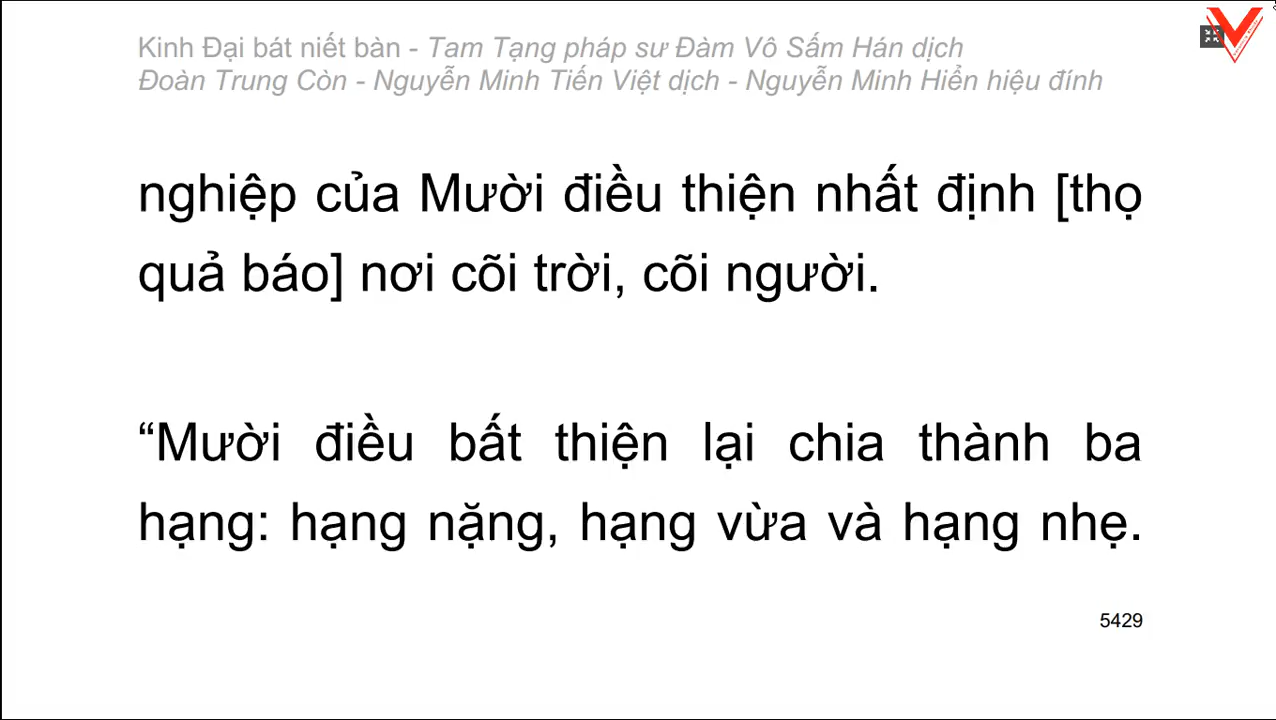 Kinh Đại bát niết bàn - Tam Tạng pháp sư Đàm Vô Sấm Hán dịch
Đoàn Trung Còn - Nguyễn Minh Tiến Việt dịch - Nguyễn Minh Hiển hiệu đính
nghiệp của Mười điều thiện nhất định [thọ
quả báo] nơi cõi trời, cõi người.
“Mười điều bất thiện lại chia thành ba
hạng: hạng nặng, hạng vừa và hạng nhẹ.
5429